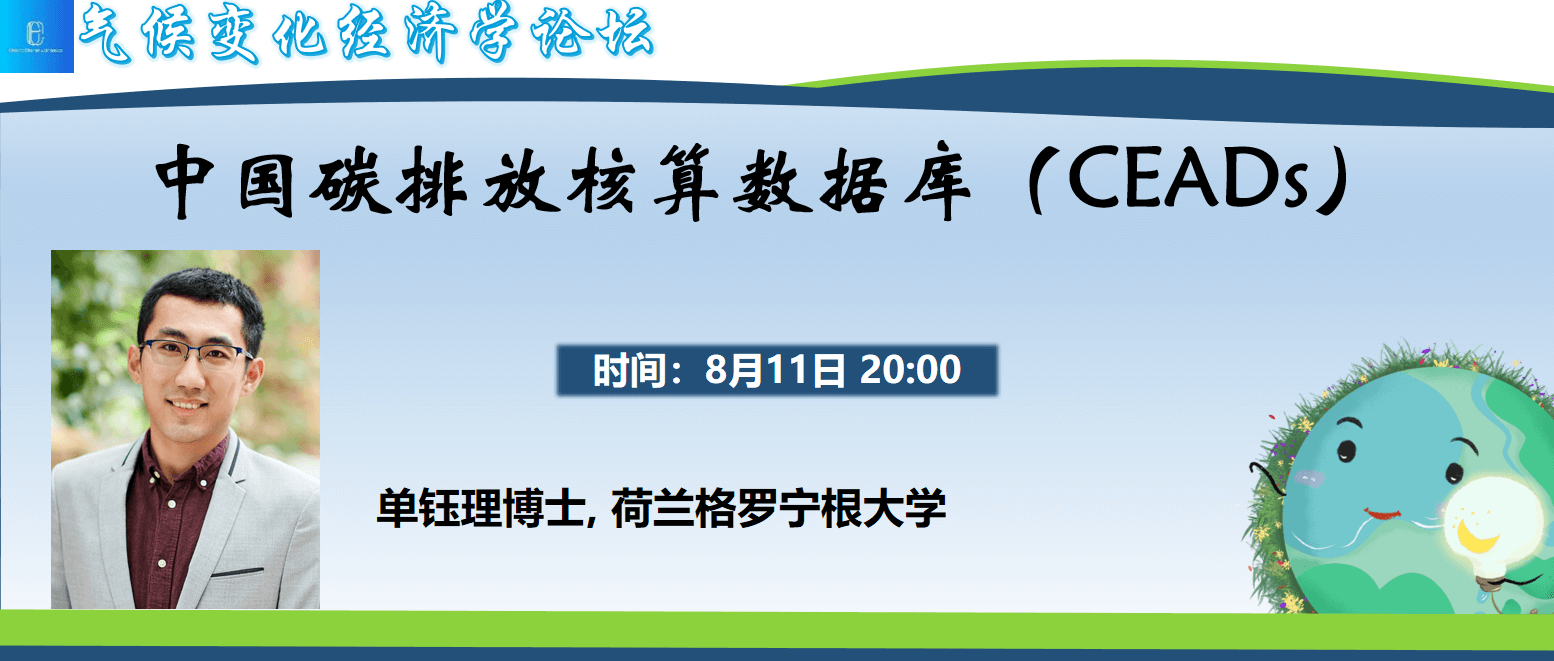 气候变化经济学论坛
中国碳排放核算数据库（CEADs）
时间：8月11日 20:00
单钰理博士, 荷兰格罗宁根大学